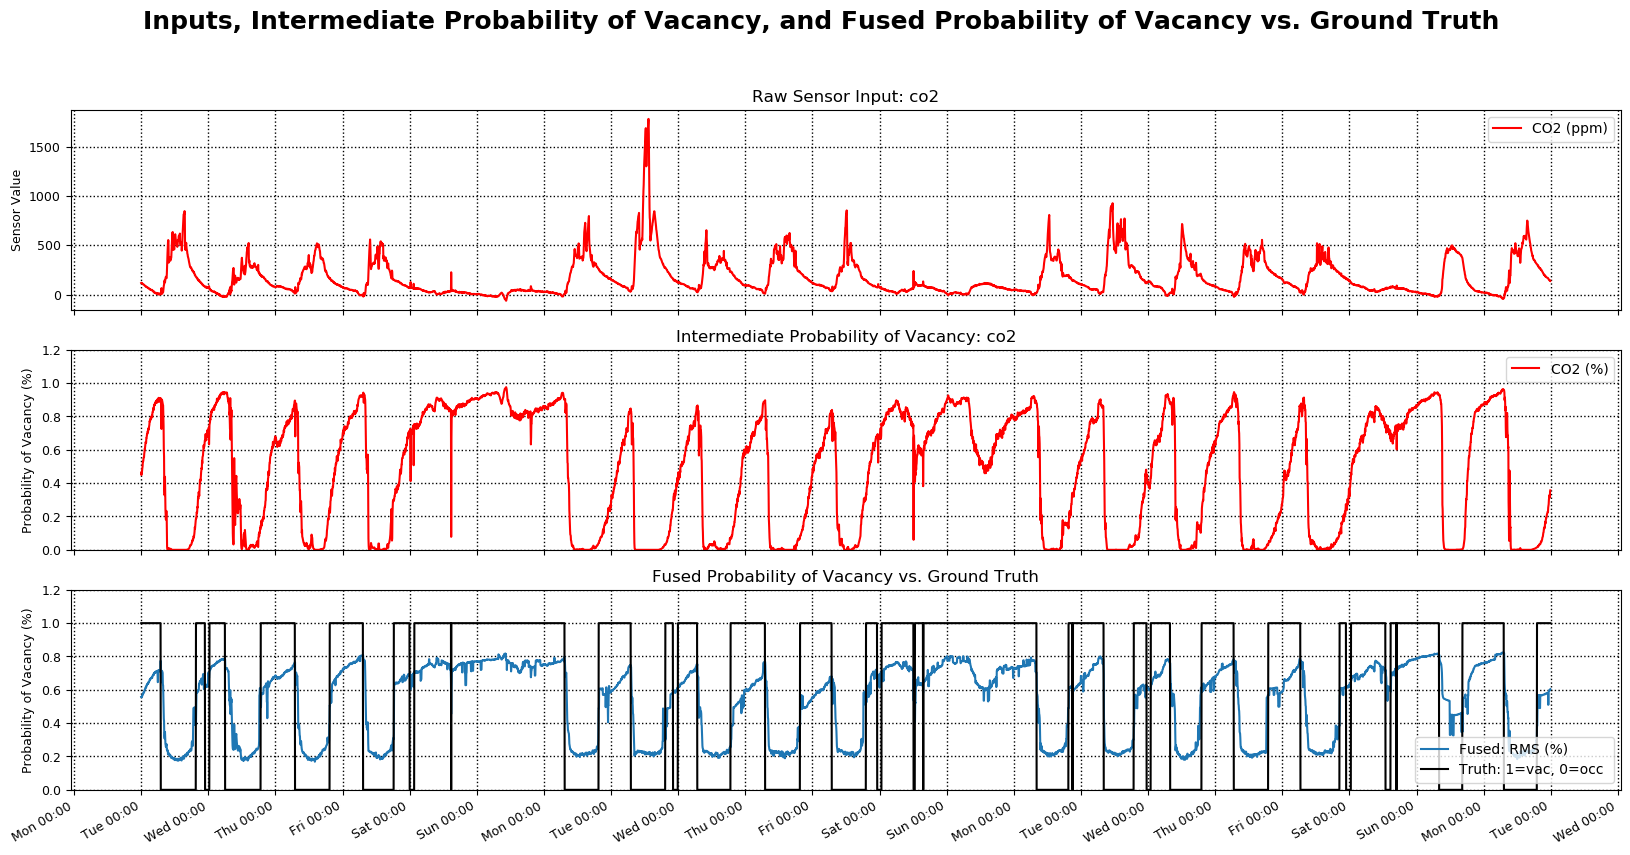 Inputs, Intermediate Probability of Vacancy, and Fused Probability of Vacancy vs. Ground Truth
Raw Sensor Input: co2
Sensor Value
1500
1000
500
0
CO2 (ppm)
Intermediate Probability of Vacancy: co2
Probability of Vacancy (%)
1.2
1.0
0.8
0.6
0.4
0.2
0.0
CO2 (%)
Fused Probability of Vacancy vs. Ground Truth
Probability of Vacancy (%)
1.2
1.0
0.8
0.6
0.4
0.2
0.0
Fused: RMS (%)
Truth: 1=vac, 0=occ
Mon 00:00
Tue 00:00
Wed 00:00
Thu 00:00
Fri 00:00
Sat 00:00
Sun 00:00
Mon 00:00
Tue 00:00
Wed 00:00
Thu 00:00
Fri 00:00
Sat 00:00
Sun 00:00
Mon 00:00
Tue 00:00
Wed 00:00
Thu 00:00
Fri 00:00
Sat 00:00
Sun 00:00
Mon 00:00
Tue 00:00
Wed 00:00